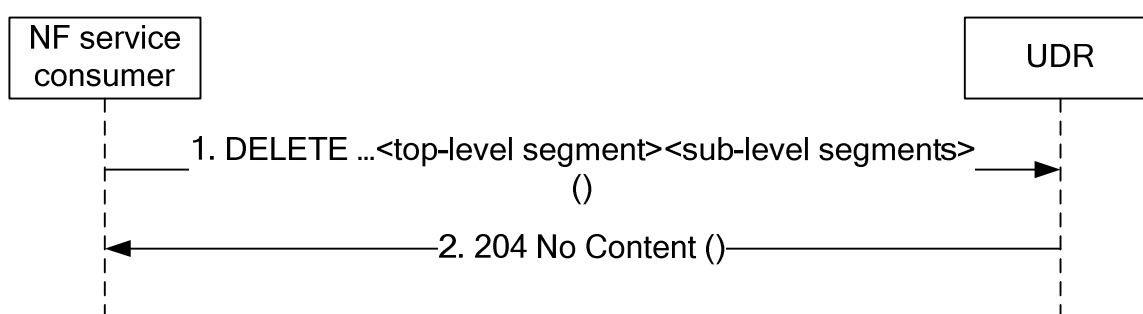 NF service
consumer
UDR
1. DELETE ...<top-level segment><sub-level segments>
()
2. 204 No Content ()